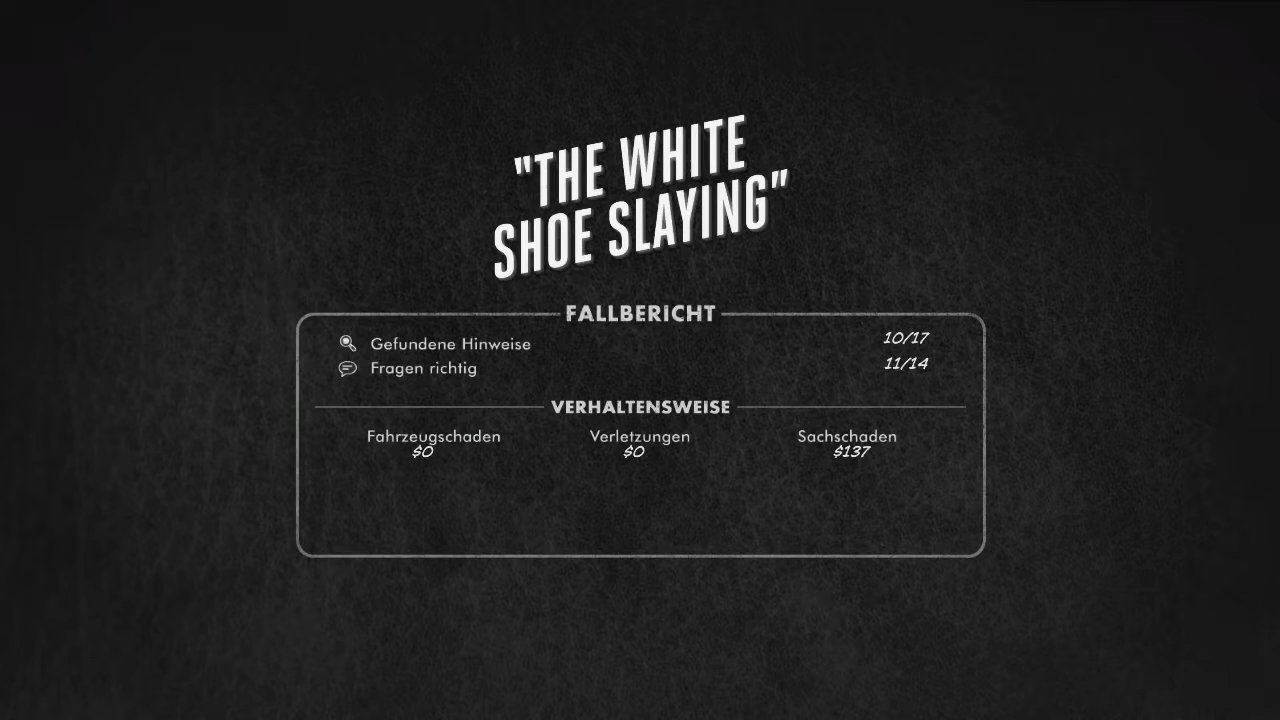 "THE WHITE
SHOE SLAYING"
FALLBERICHT
Gefundene Hinweise 10/17
Fragen richtig 11/14
VERHALTENSWEISE
Fahrzeugschaden Verletzungen Sachschaden
$0 $0 $137